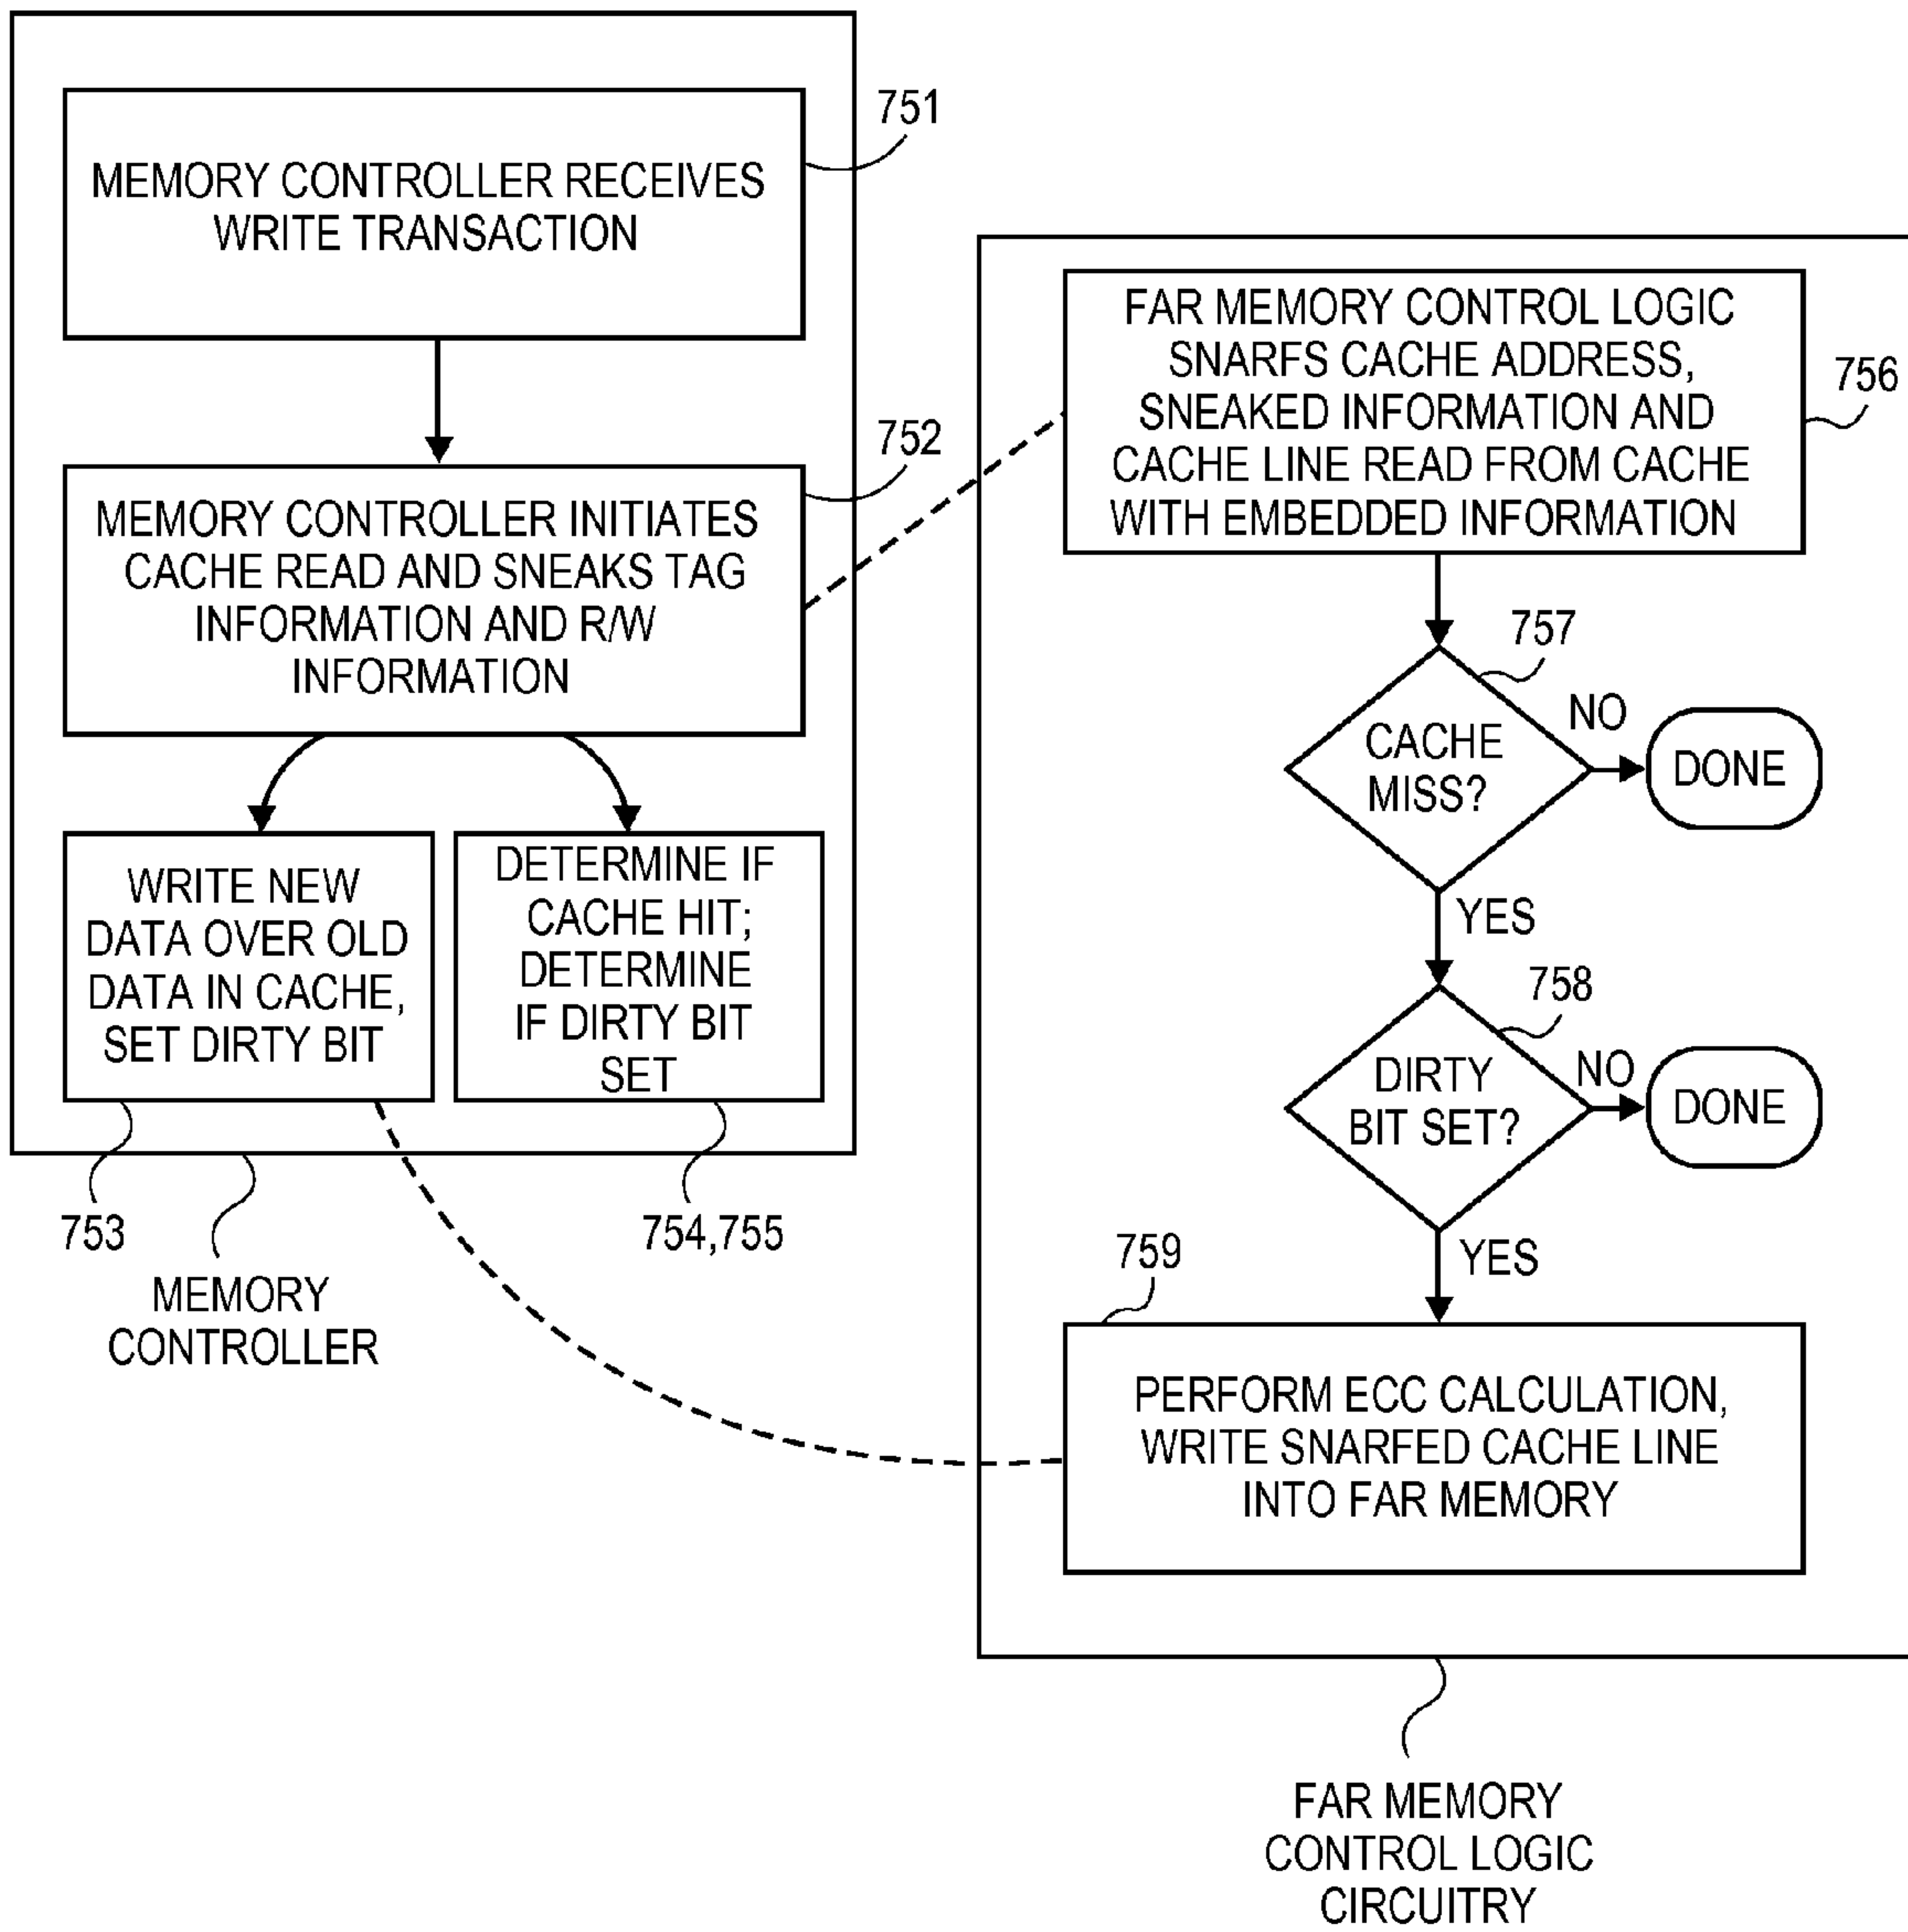 751
MEMORY CONTROLLER RECEIVES
WRITE TRANSACTION
752
MEMORY CONTROLLER INITIATES
CACHE READ AND SNEAKS TAG
INFORMATION AND R/W
INFORMATION
WRITE NEW
DATA OVER OLD
DATA IN CACHE,
SET DIRTY BIT
DETERMINE IF
CACHE HIT;
DETERMINE
IF DIRTY BIT
SET
753
754,755
MEMORY
CONTROLLER
FAR MEMORY CONTROL LOGIC
SNARFS CACHE ADDRESS,
SNEAKED INFORMATION AND
CACHE LINE READ FROM CACHE
WITH EMBEDDED INFORMATION
756
757
CACHE
MISS?
NO
DONE
YES
758
DIRTY
BIT SET?
NO
DONE
YES
759
PERFORM ECC CALCULATION,
WRITE SNARFED CACHE LINE
INTO FAR MEMORY
FAR MEMORY
CONTROL LOGIC
CIRCUITRY